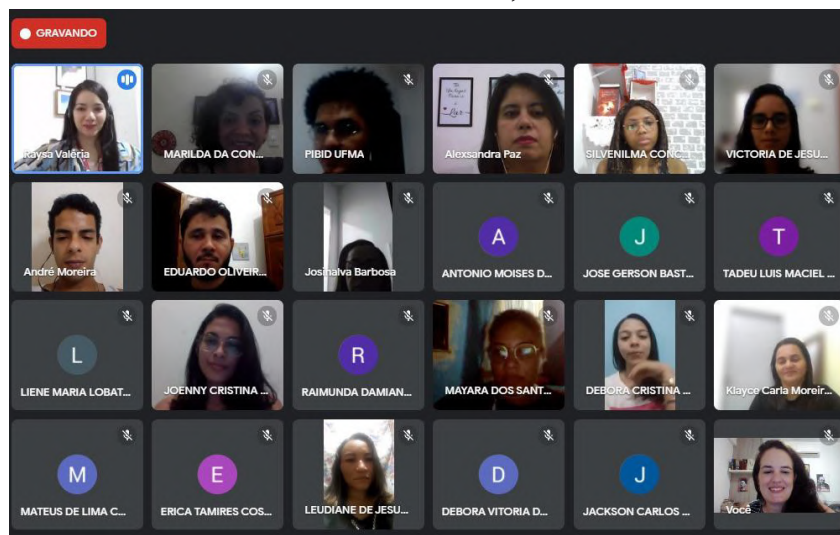 GRAVANDO
Raysa Valéria
MARILDA DA CON...
PIBID UFMA
Alexsandra Paz
SILVENILMA CONC...
VICTORIA DE JESU...
André Moreira
EDUARDO OLIVEIR...
Josinalva Barbosa
A
ANTONIO MOISES D...
J
JOSE GERSON BAST...
T
TADEU LUIS MACIEL ...
L
LIENE MARIA LOBAT...
JOENNY CRISTINA ...
R
RAIMUNDA DAMIAN...
MAYARA DOS SANT...
DEBORA CRISTINA ...
Klayce Carla Moreir...
M
MATEUS DE LIMA C...
E
ERICA TAMIRES COS...
LEUDIANE DE JESU...
D
DEBORA VITORIA D...
J
JACKSON CARLOS ...
Você